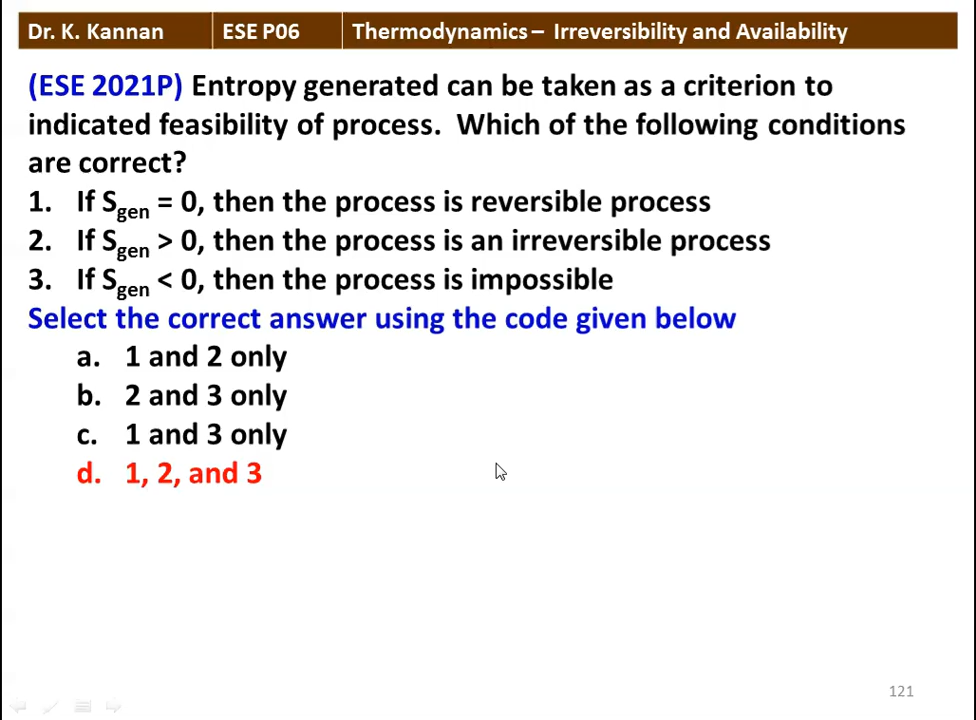 Dr. K. Kannan ESE P06 Thermodynamics – Irreversibility and Availability
(ESE 2021P) Entropy generated can be taken as a criterion to
indicated feasibility of process. Which of the following conditions
are correct?
1. If Sgen = 0, then the process is reversible process
2. If Sgen > 0, then the process is an irreversible process
3. If Sgen < 0, then the process is impossible
Select the correct answer using the code given below
a. 1 and 2 only
b. 2 and 3 only
c. 1 and 3 only
d. 1, 2, and 3
121